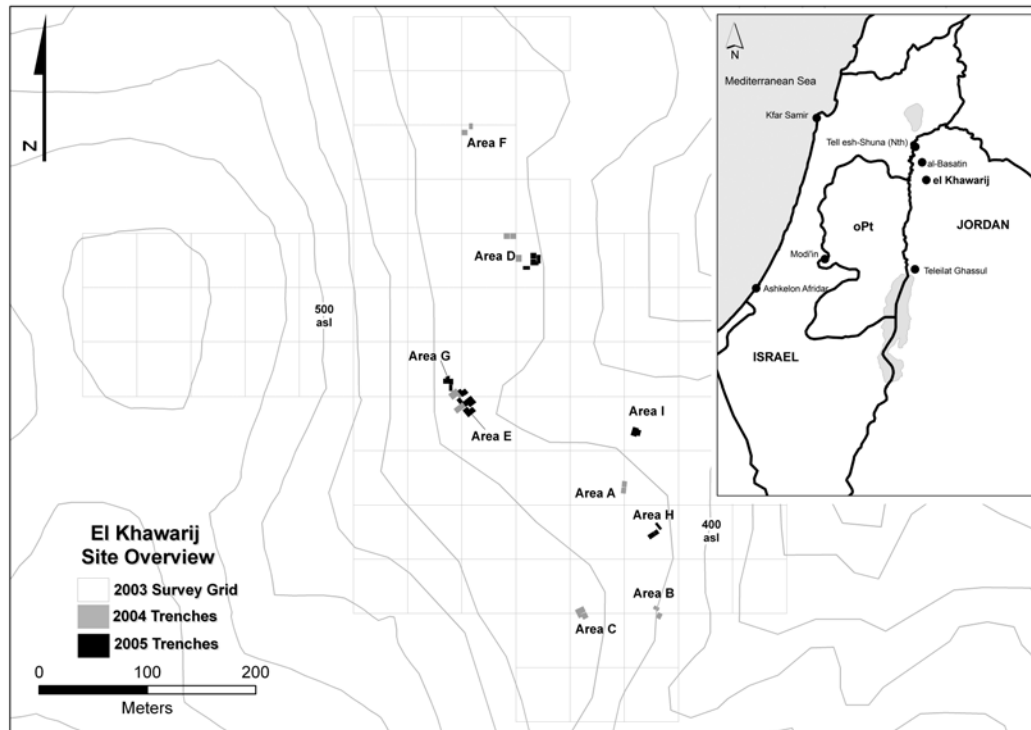 N
Area F
Area D
500
asl
Area G
Area E
Area I
Area A
Area H
400
asl
Area B
Area C
El Khawarij
Site Overview
2003 Survey Grid
2004 Trenches
2005 Trenches
0 100 200
Meters
N
Mediterranean Sea
Kfar Samir
Tell esh-Shuna (Nth)
al-Basatin
el Khawarij
oPt
JORDAN
Modi'in
Teleilat Ghassul
Ashkelon Afridar
ISRAEL